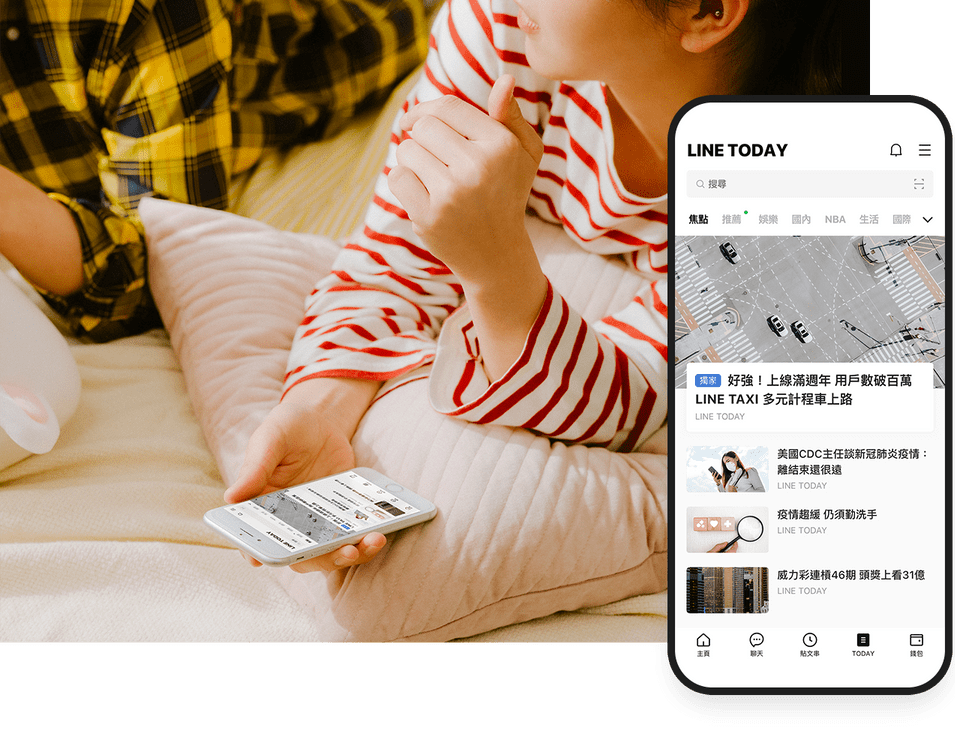 LINE TODAY
搜尋
焦點 推薦 娛樂 國內 NBA 生活 國際
獨家 好強！上線滿週年 用戶數破百萬
LINE TAXI 多元計程車上路
LINE TODAY
美國CDC主任談新冠肺炎疫情：
離結束還很遠
LINE TODAY
疫情趨緩 仍須勤洗手
LINE TODAY
威力彩連槓46期 頭獎上看31億
LINE TODAY
主頁 聊天 貼文串 TODAY 錢包
LINE TODAY